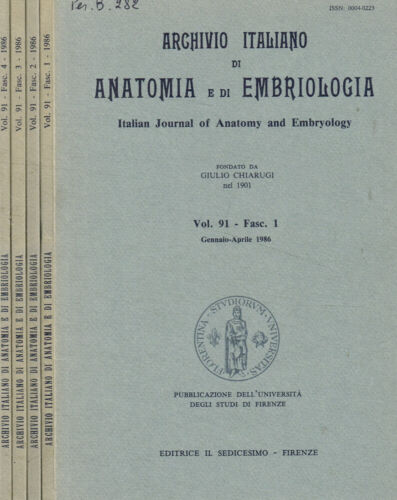 Per. B. 282
ISSN: 0004-0223
ARCHIVIO ITALIANO
DI
ANATOMIA E DI EMBRIOLOGIA
Italian Journal of Anatomy and Embryology
FONDATO DA
GIULIO CHIARUGI
nel 1901
Vol. 91 - Fasc. 1
Gennaio-Aprile 1986
FLORENTINA STUDIORVM VNIVERSITAS
PUBBLICAZIONE DELL'UNIVERSITÀ
DEGLI STUDI DI FIRENZE
EDITRICE IL SEDICESIMO - FIRENZE
ARCHIVIO ITALIANO DI ANATOMIA E DI EMBRIOLOGIA Vol. 91 - Fasc. 4 - 1986
ARCHIVIO ITALIANO DI ANATOMIA E DI EMBRIOLOGIA Vol. 91 - Fasc. 3 - 1986
ARCHIVIO ITALIANO DI ANATOMIA E DI EMBRIOLOGIA Vol. 91 - Fasc. 2 - 1986
ARCHIVIO ITALIANO DI ANATOMIA E DI EMBRIOLOGIA Vol. 91 - Fasc. 1 - 1986